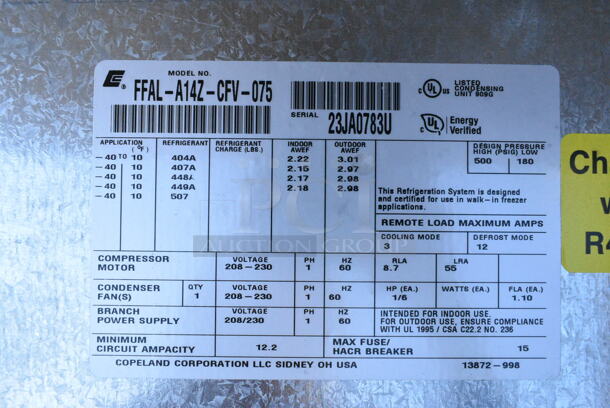 MODEL NO.
FFAL-A14Z-CFV-075
SERIAL
23JA0783U
LISTED
CONDENSING
UNIT 909G
Energy
Verified
APPLICATION (°F)
REFRIGERANT
REFRIGERANT CHARGE (LBS.)
INDOOR AWEF
OUTDOOR AWEF
-40 TO 10 404A 2.22 3.01
-40 10 407A 2.15 2.97
-40 10 448A 2.17 2.98
-40 10 449A 2.18 2.98
-40 10 507
DESIGN PRESSURE
HIGH (PSIG) LOW
500 180
This Refrigeration System is designed
and certified for use in walk-in freezer
applications.
REMOTE LOAD MAXIMUM AMPS
COOLING MODE DEFROST MODE
3 12
COMPRESSOR MOTOR
VOLTAGE PH HZ RLA LRA
208-230 1 60 8.7 55
CONDENSER FAN(S)
QTY VOLTAGE PH HZ HP (EA.) WATTS (EA.) FLA (EA.)
1 208-230 1 60 1/6 1.10
BRANCH POWER SUPPLY
VOLTAGE PH HZ
208/230 1 60
INTENDED FOR INDOOR USE.
FOR OUTDOOR USE, ENSURE COMPLIANCE
WITH UL 1995 / CSA C22.2 NO. 236
MINIMUM CIRCUIT AMPACITY 12.2
MAX FUSE/ HACR BREAKER 15
COPELAND CORPORATION LLC SIDNEY OH USA 13872-998
PCI
AUCTION GROUP